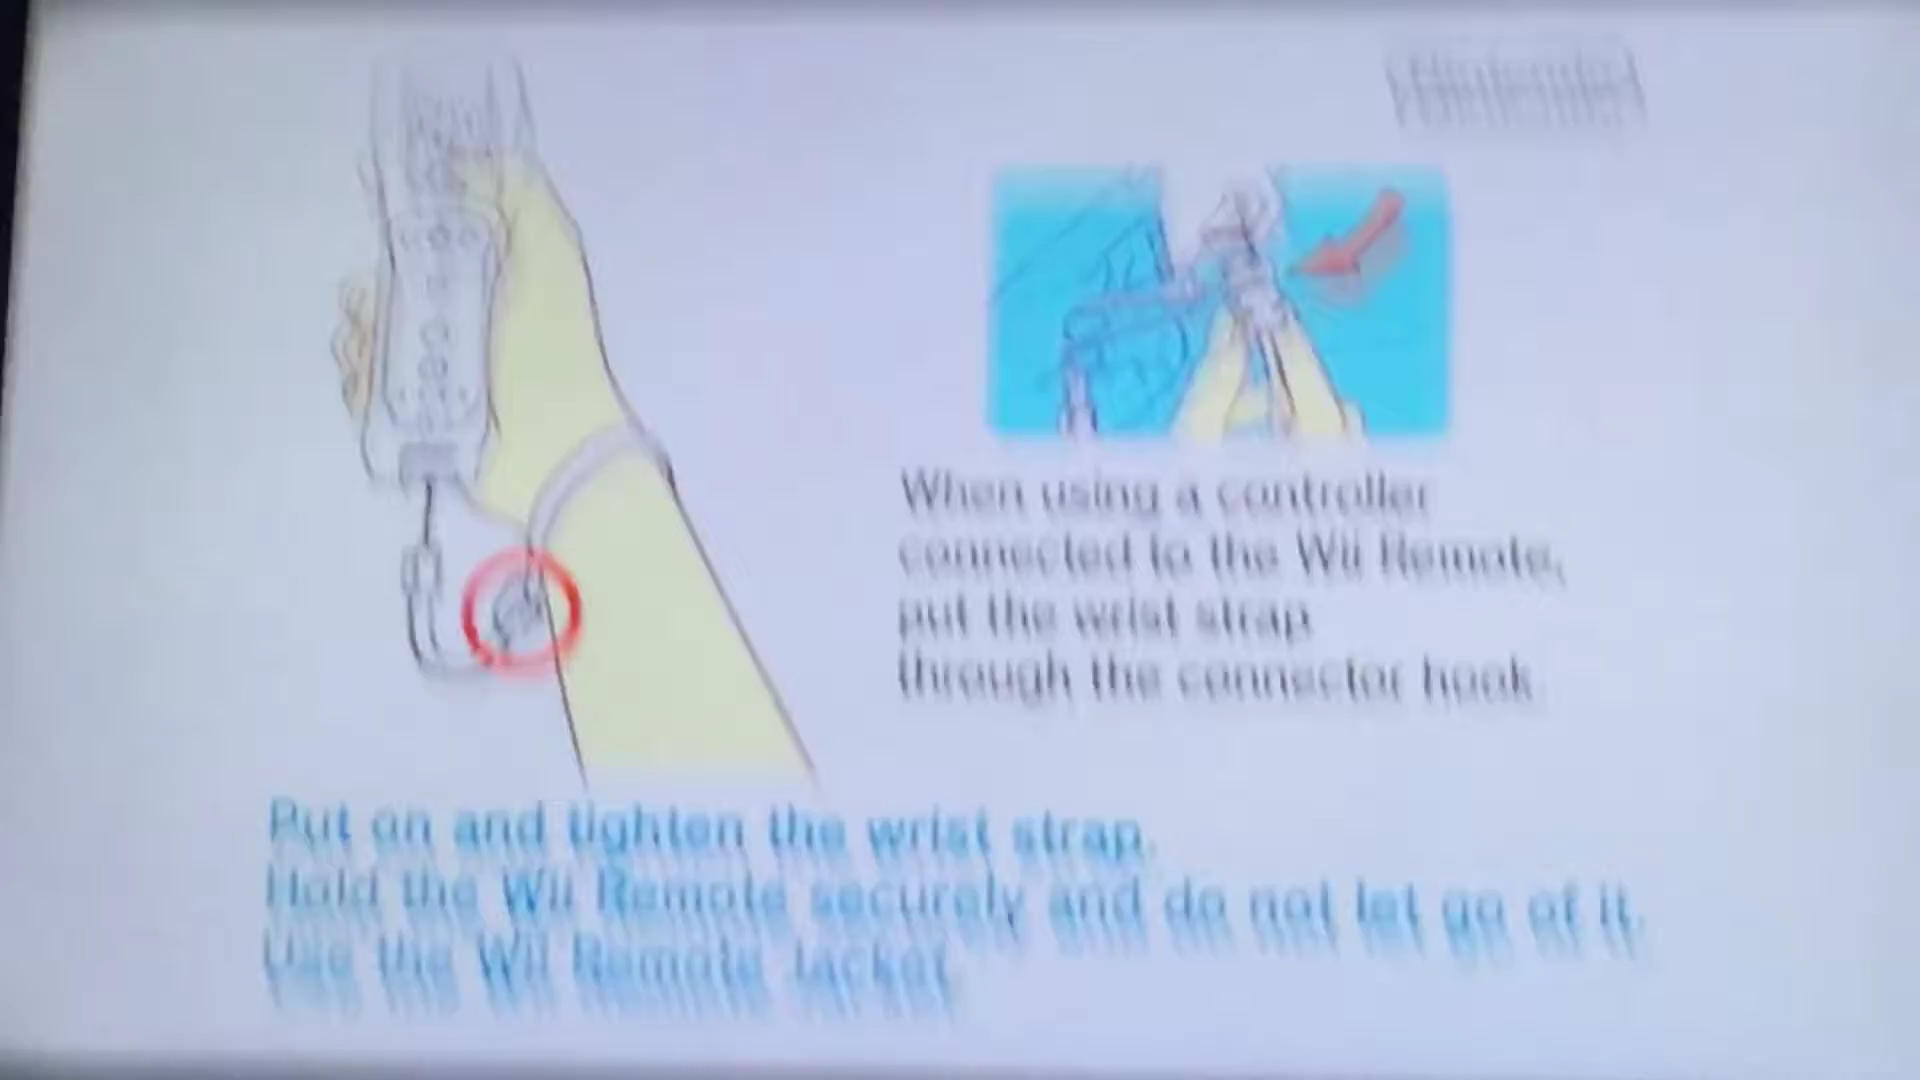 Nintendo
When using a controller
connected to the Wii Remote,
put the wrist strap
through the connector hook.
Put on and tighten the wrist strap.
Hold the Wii Remote securely and do not let go of it.
Use the Wii Remote Jacket.